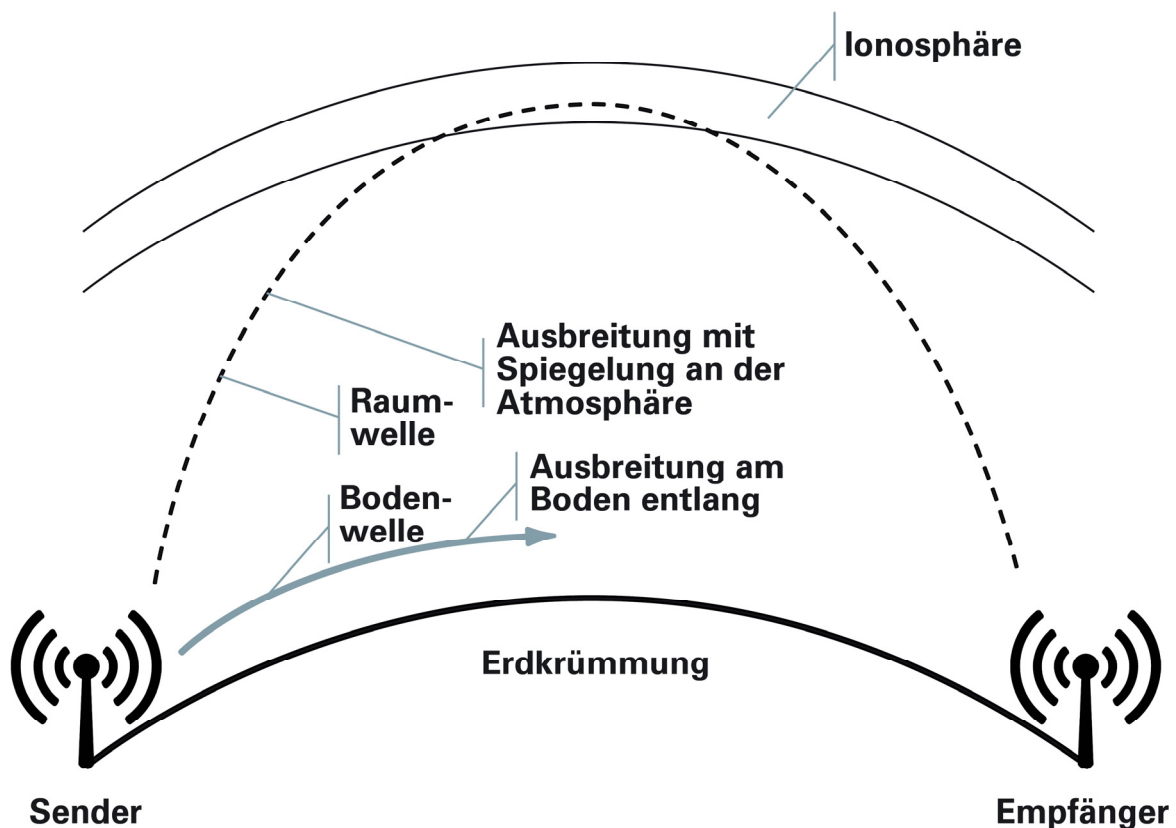 Ionosphäre
Ausbreitung mit
Spiegelung an der
Atmosphäre
Raum-
welle
Ausbreitung am
Boden entlang
Boden-
welle
Erdkrümmung
Sender
Empfänger